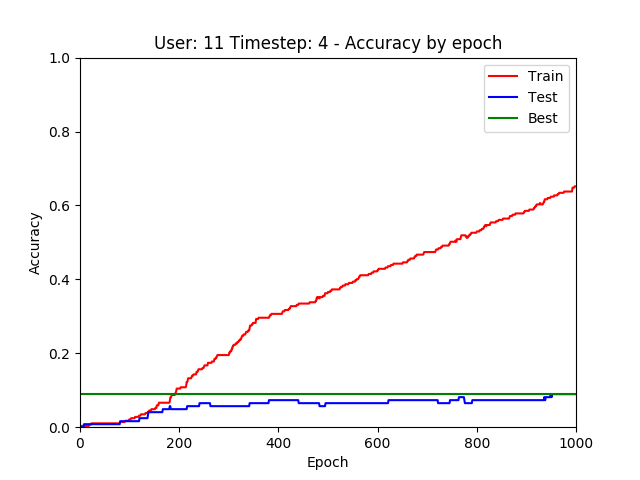 User: 11 Timestep: 4 - Accuracy by epoch
1.0
0.8
0.6
0.4
0.2
0.0
Accuracy
Train
Test
Best
0 200 400 600 800 1000
Epoch